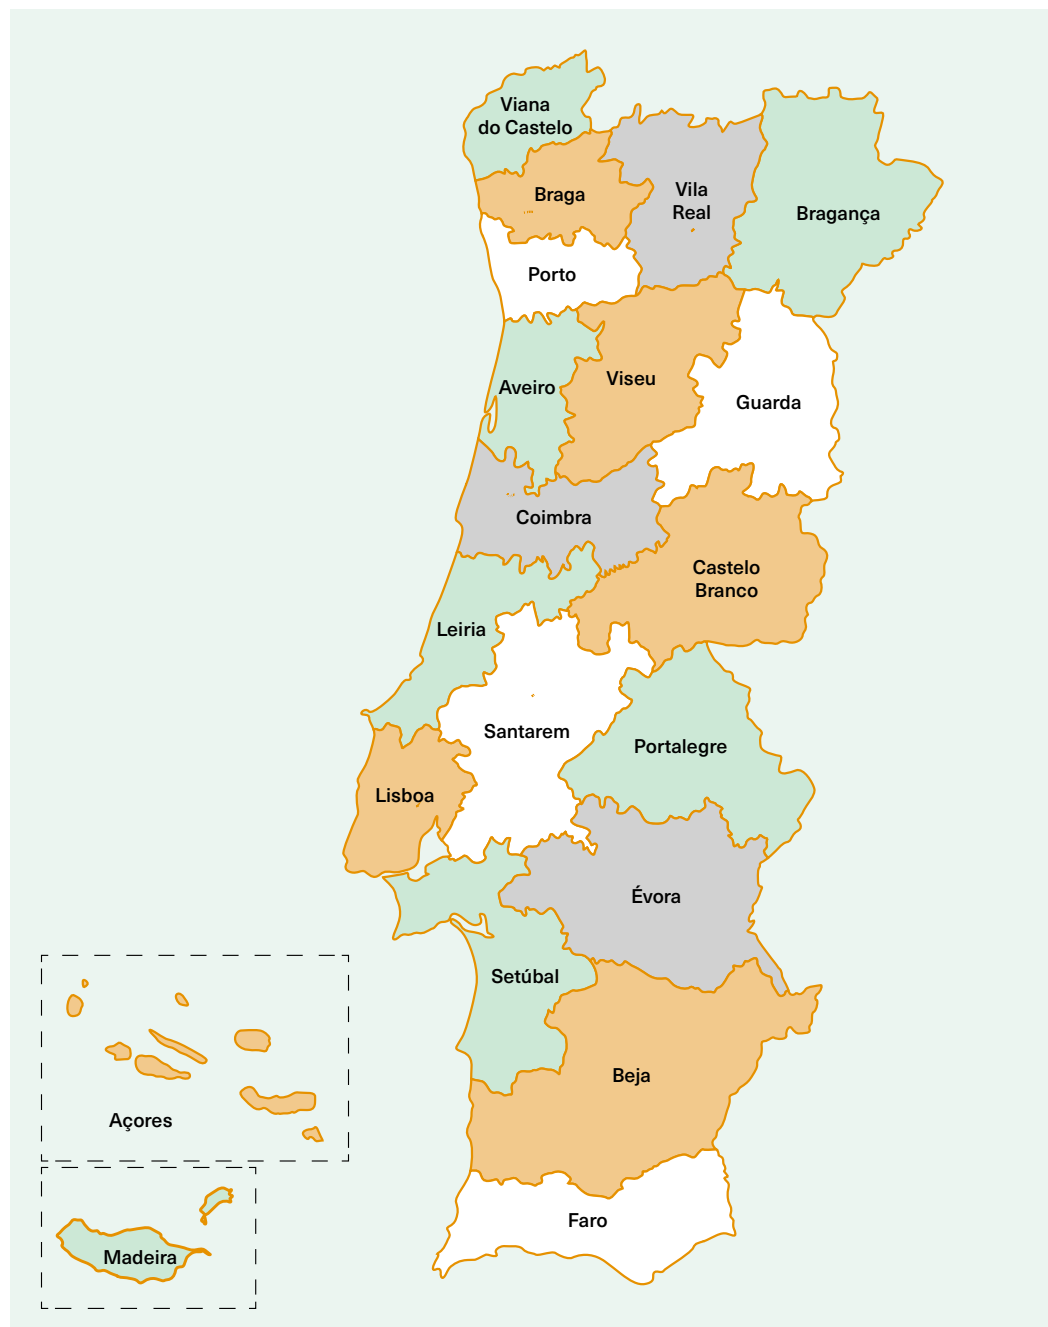 Viana
do Castelo
Braga
Vila
Real
Bragança
Porto
Aveiro
Viseu
Guarda
Coimbra
Castelo
Branco
Leiria
Santarem
Portalegre
Lisboa
Évora
Setúbal
Beja
Açores
Faro
Madeira